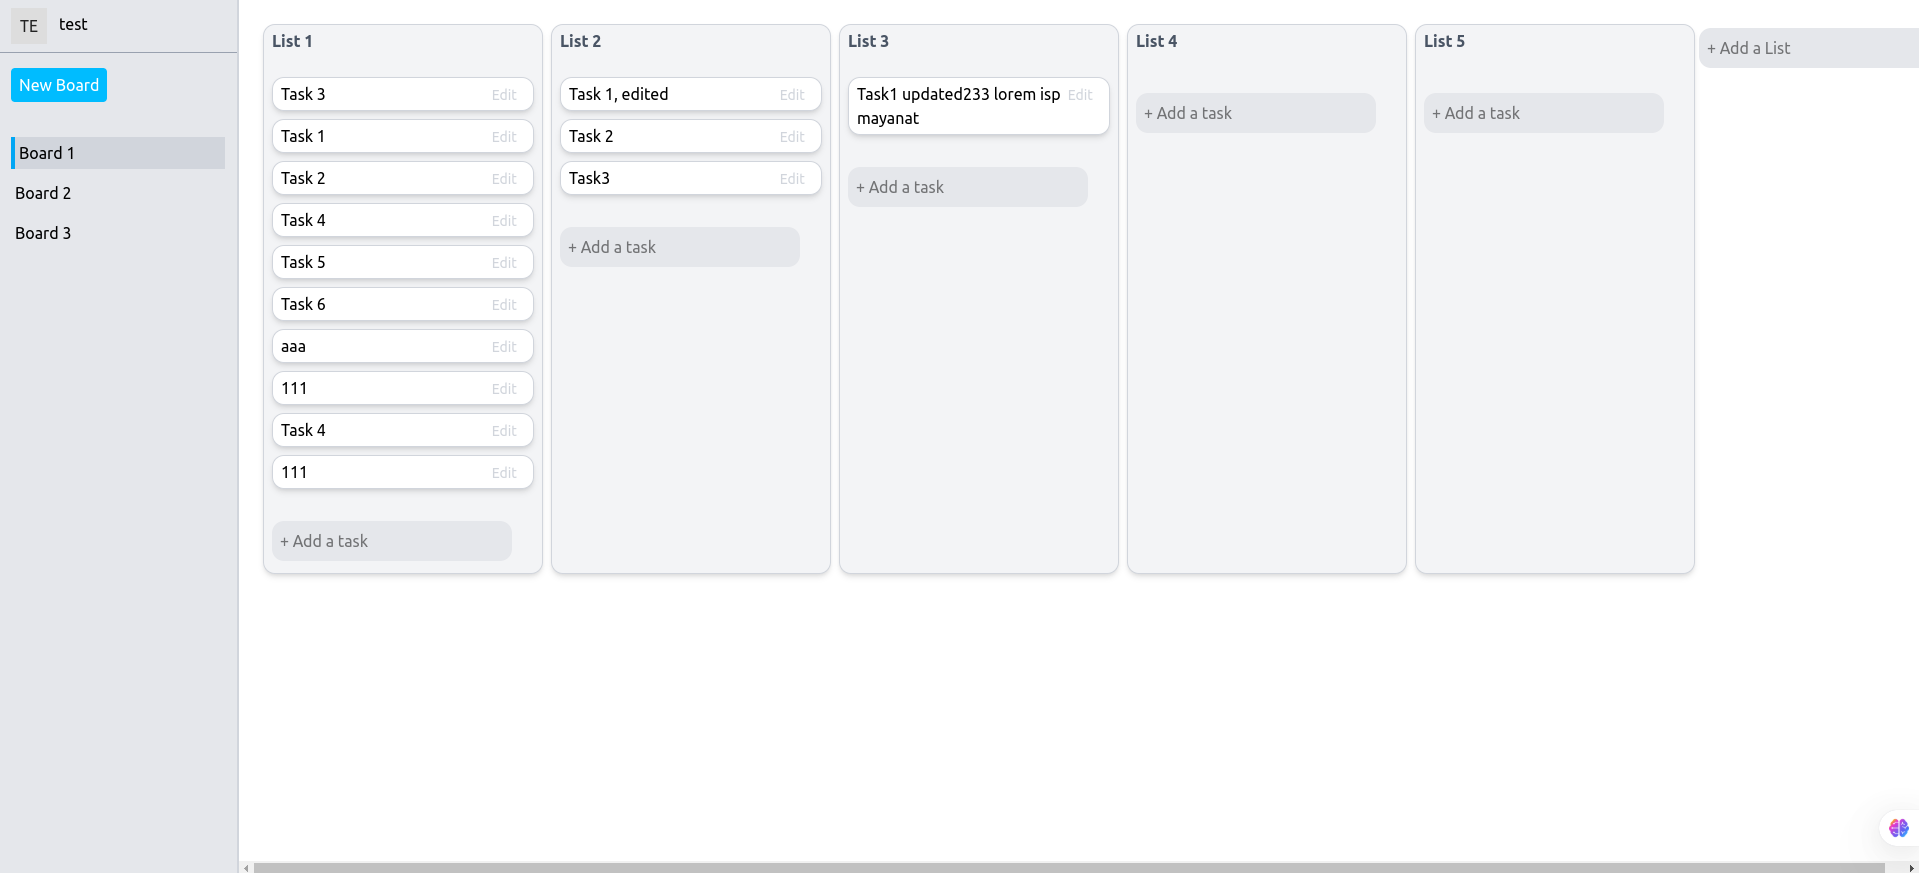 TE
test
New Board
Board 1
Board 2
Board 3
List 1
Task 3 Edit
Task 1 Edit
Task 2 Edit
Task 4 Edit
Task 5 Edit
Task 6 Edit
aaa Edit
111 Edit
Task 4 Edit
111 Edit
+ Add a task
List 2
Task 1, edited Edit
Task 2 Edit
Task3 Edit
+ Add a task
List 3
Task1 updated233 lorem isp Edit
mayanat
+ Add a task
List 4
+ Add a task
List 5
+ Add a task
+ Add a List